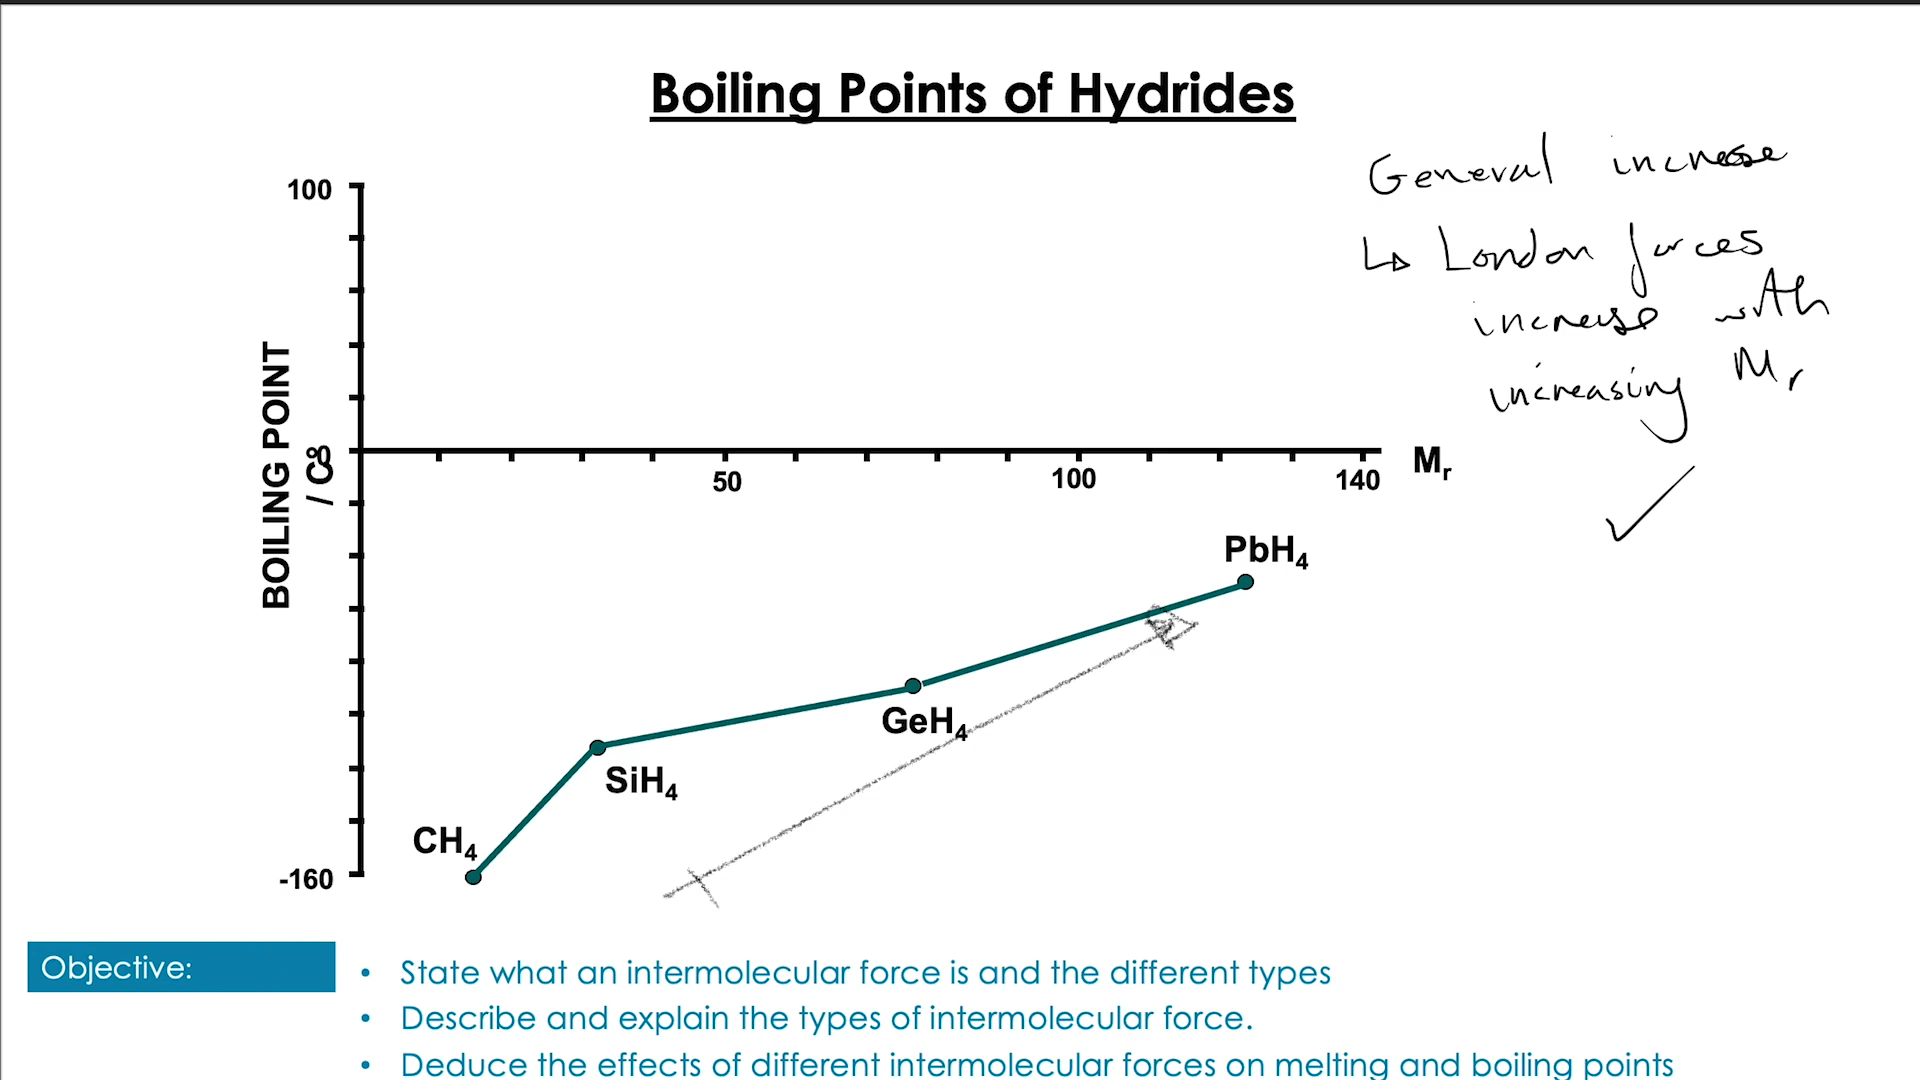 Boiling Points of Hydrides
General increase
↳ London forces
increase with
increasing Mr
✓
100
BOILING POINT
/ C°
0
50
100
140
Mr
PbH4
GeH4
SiH4
CH4
-160
Objective:
• State what an intermolecular force is and the different types
• Describe and explain the types of intermolecular force.
• Deduce the effects of different intermolecular forces on melting and boiling points